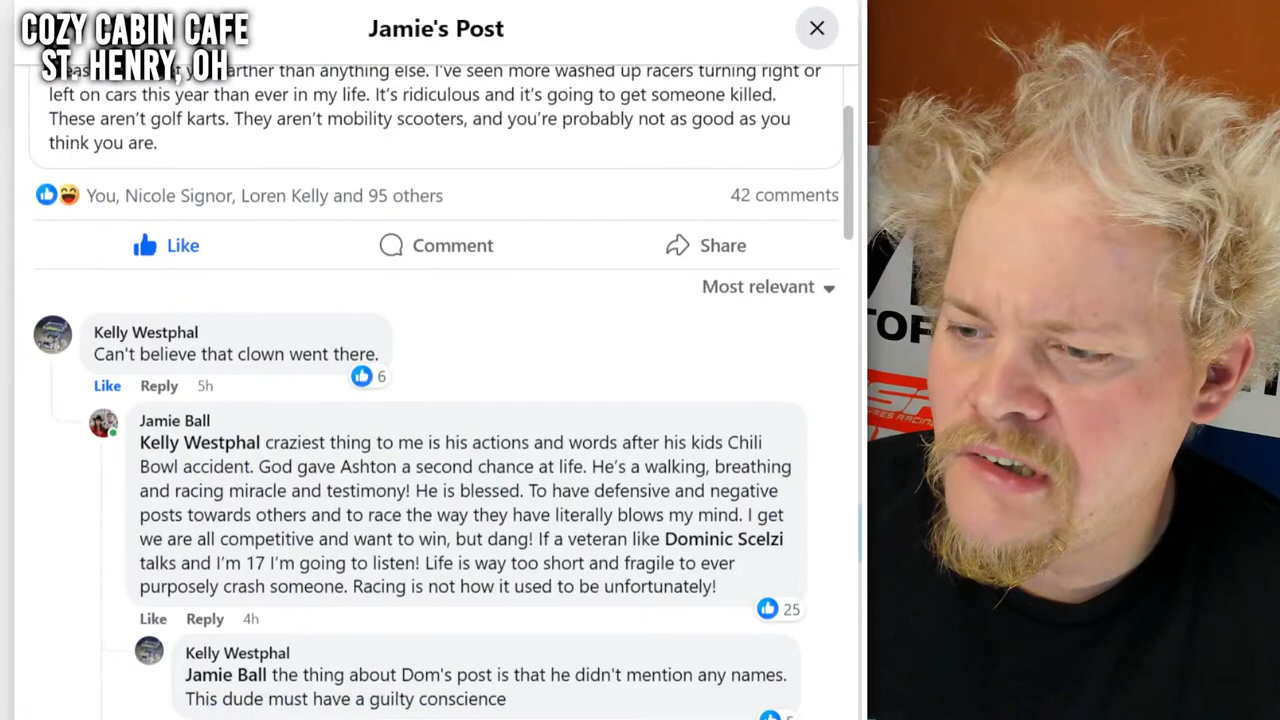 COZY CABIN CAFE
ST. HENRY, OH
Jamie's Post
arther than anything else. I've seen more washed up racers turning right or
left on cars this year than ever in my life. It's ridiculous and it's going to get someone killed.
These aren't golf karts. They aren't mobility scooters, and you're probably not as good as you
think you are.
You, Nicole Signor, Loren Kelly and 95 others
42 comments
Like
Comment
Share
Most relevant
Kelly Westphal
Can't believe that clown went there.
6
Like Reply 5h
Jamie Ball
Kelly Westphal craziest thing to me is his actions and words after his kids Chili
Bowl accident. God gave Ashton a second chance at life. He's a walking, breathing
and racing miracle and testimony! He is blessed. To have defensive and negative
posts towards others and to race the way they have literally blows my mind. I get
we are all competitive and want to win, but dang! If a veteran like Dominic Scelzi
talks and I'm 17 I'm going to listen! Life is way too short and fragile to ever
purposely crash someone. Racing is not how it used to be unfortunately!
25
Like Reply 4h
Kelly Westphal
Jamie Ball the thing about Dom's post is that he didn't mention any names.
This dude must have a guilty conscience